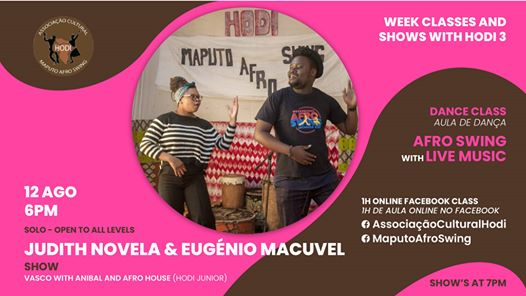 ASSOCIAÇÃO CULTURAL
HODI
MAPUTO AFRO SWING
HODI
MAPUTO AFRO SWING
WEEK CLASSES AND
SHOWS WITH HODI 3
DANCE CLASS
AULA DE DANÇA
AFRO SWING
WITH LIVE MUSIC
12 AGO
6PM
SOLO - OPEN TO ALL LEVELS
JUDITH NOVELA & EUGÉNIO MACUVEL
SHOW
VASCO WITH ANIBAL AND AFRO HOUSE (HODI JUNIOR)
1H ONLINE FACEBOOK CLASS
1H DE AULA ONLINE NO FACEBOOK
AssociaçãoCulturalHodi
MaputoAfroSwing
SHOW'S AT 7PM